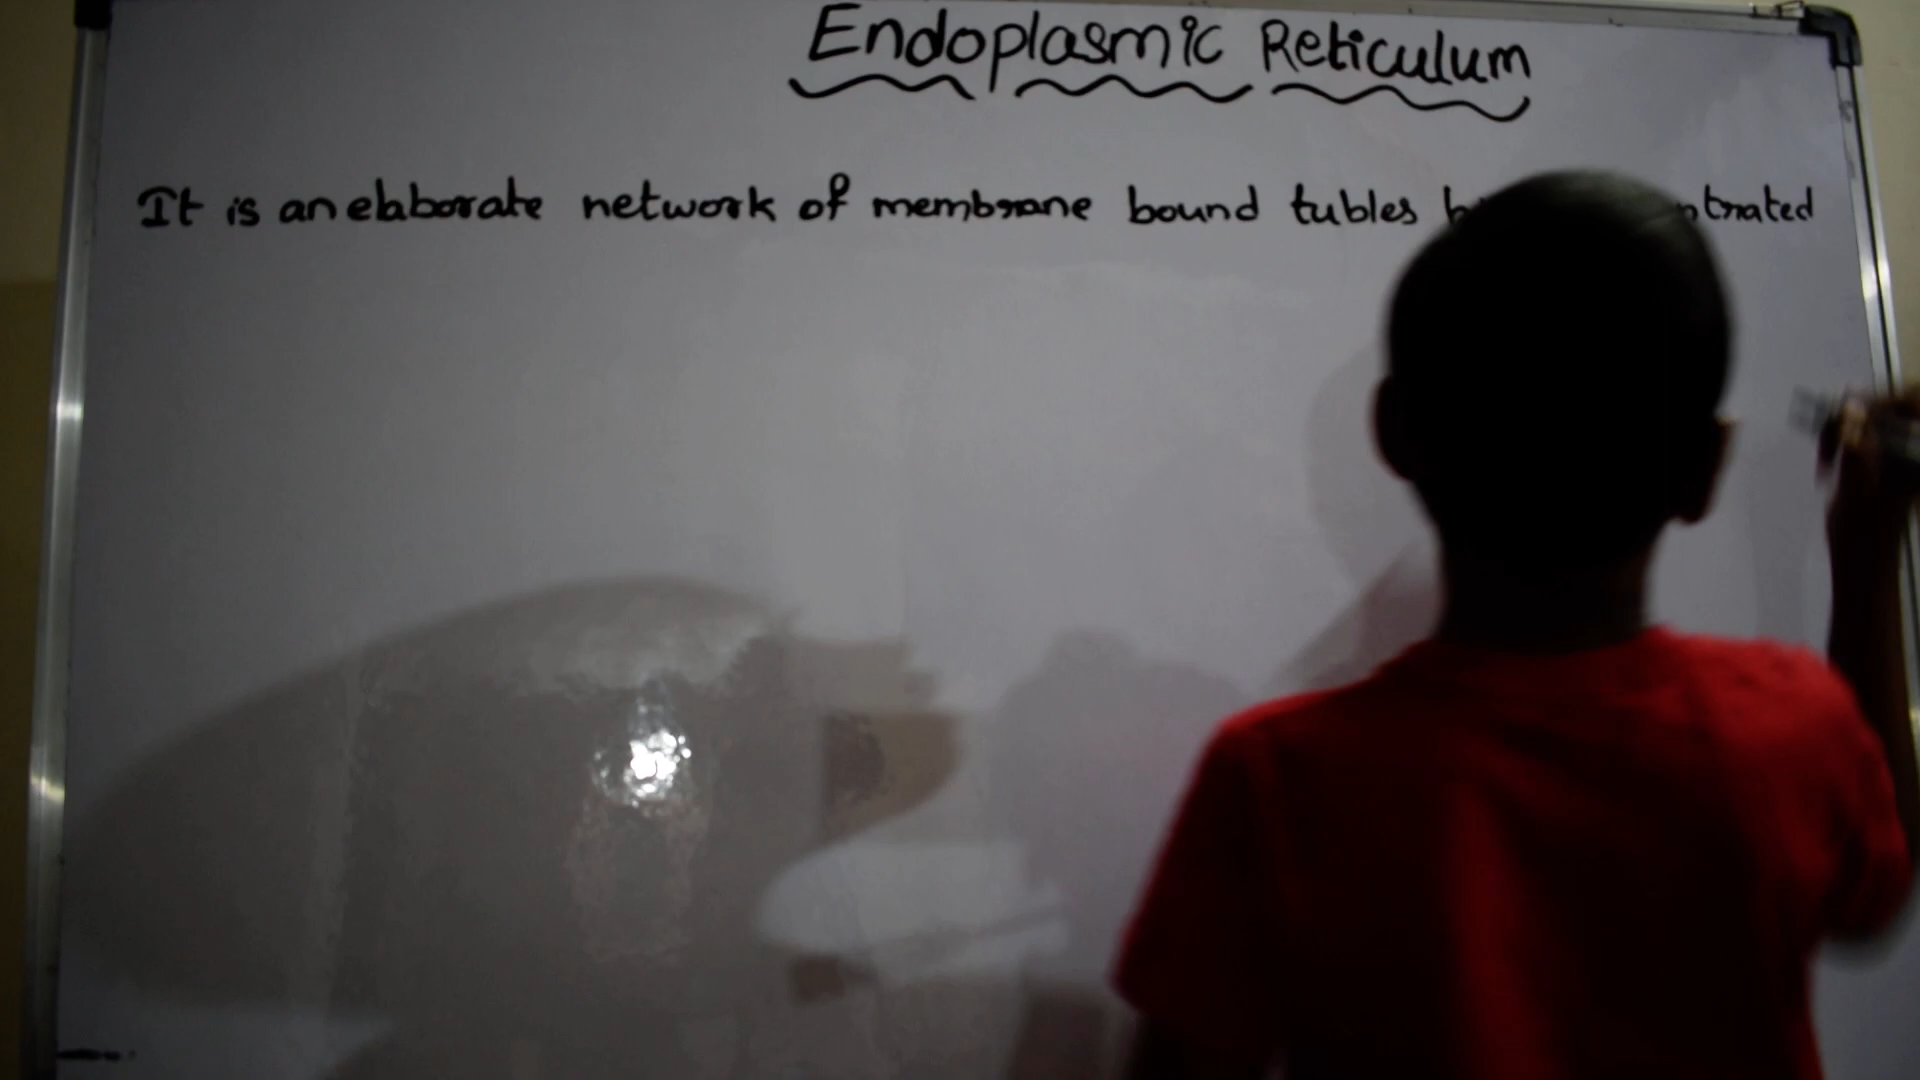 Endoplasmic Reticulum
It is an elaborate network of membrane bound tubles